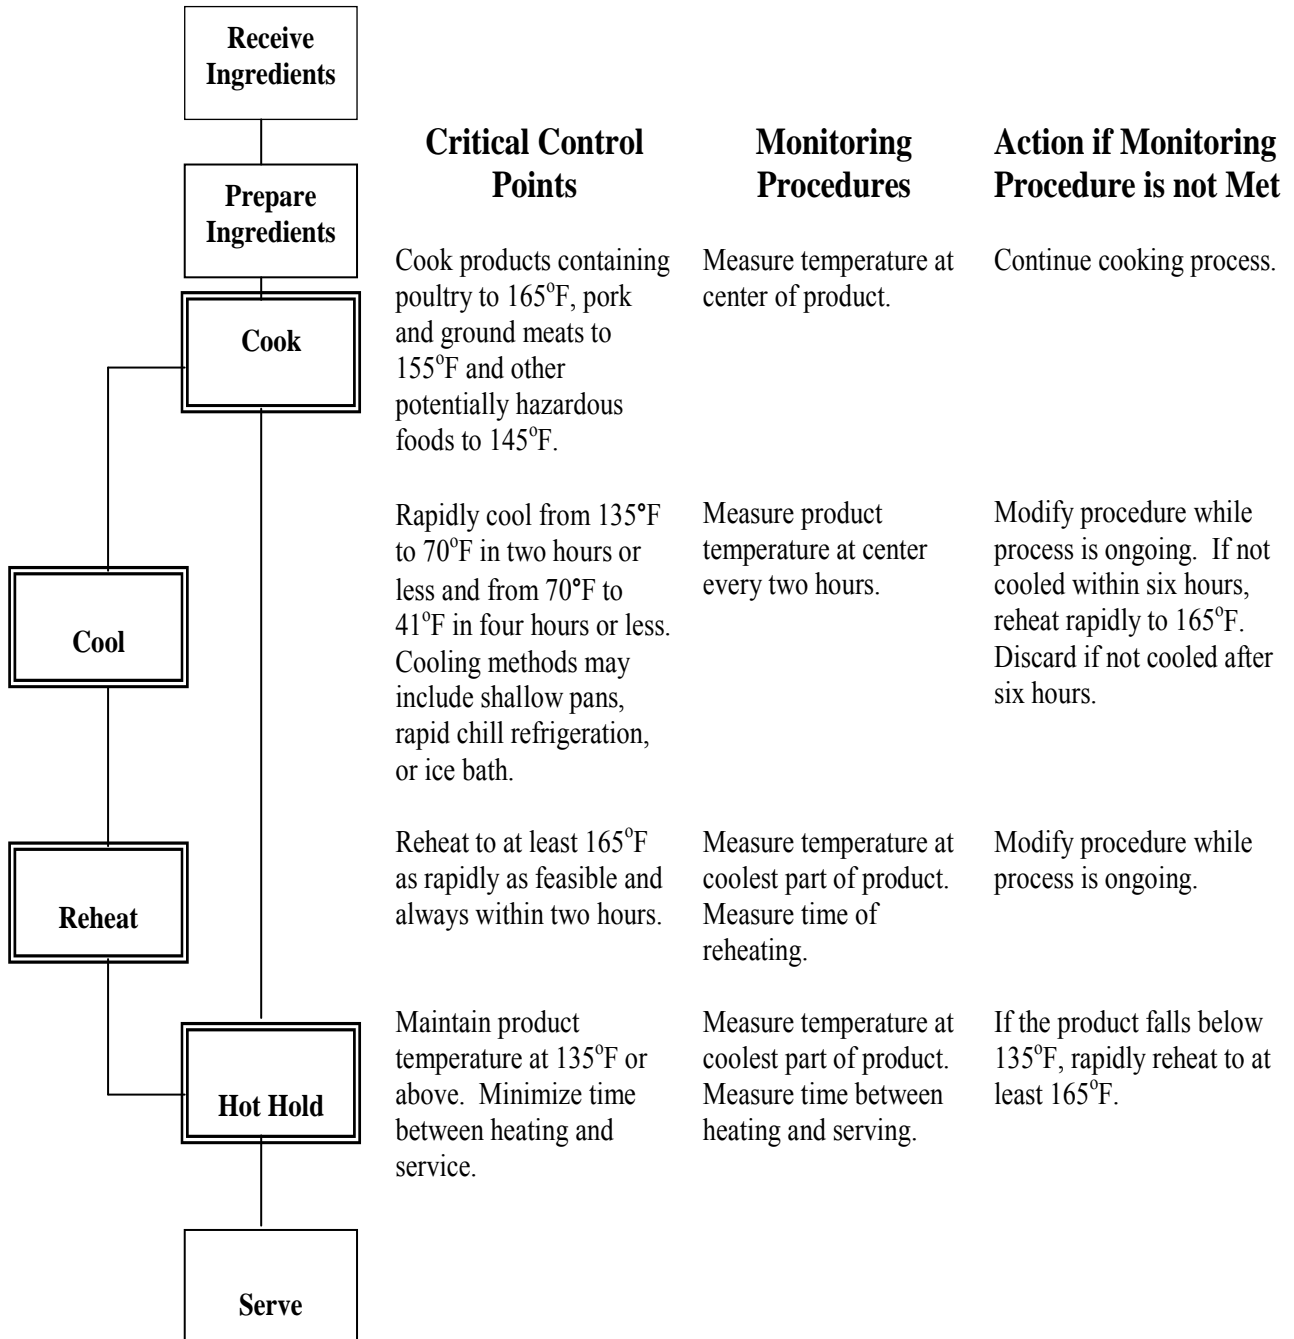 Receive
Ingredients
Prepare
Ingredients
Cook
Cool
Reheat
Hot Hold
Serve
Critical Control
Points
Monitoring
Procedures
Action if Monitoring
Procedure is not Met
Cook products containing
poultry to 165°F, pork
and ground meats to
155°F and other
potentially hazardous
foods to 145°F.
Measure temperature at
center of product.
Continue cooking process.
Rapidly cool from 135°F
to 70°F in two hours or
less and from 70°F to
41°F in four hours or less.
Cooling methods may
include shallow pans,
rapid chill refrigeration,
or ice bath.
Measure product
temperature at center
every two hours.
Modify procedure while
process is ongoing.  If not
cooled within six hours,
reheat rapidly to 165°F.
Discard if not cooled after
six hours.
Reheat to at least 165°F
as rapidly as feasible and
always within two hours.
Measure temperature at
coolest part of product.
Measure time of
reheating.
Modify procedure while
process is ongoing.
Maintain product
temperature at 135°F or
above.  Minimize time
between heating and
service.
Measure temperature at
coolest part of product.
Measure time between
heating and serving.
If the product falls below
135°F, rapidly reheat to at
least 165°F.